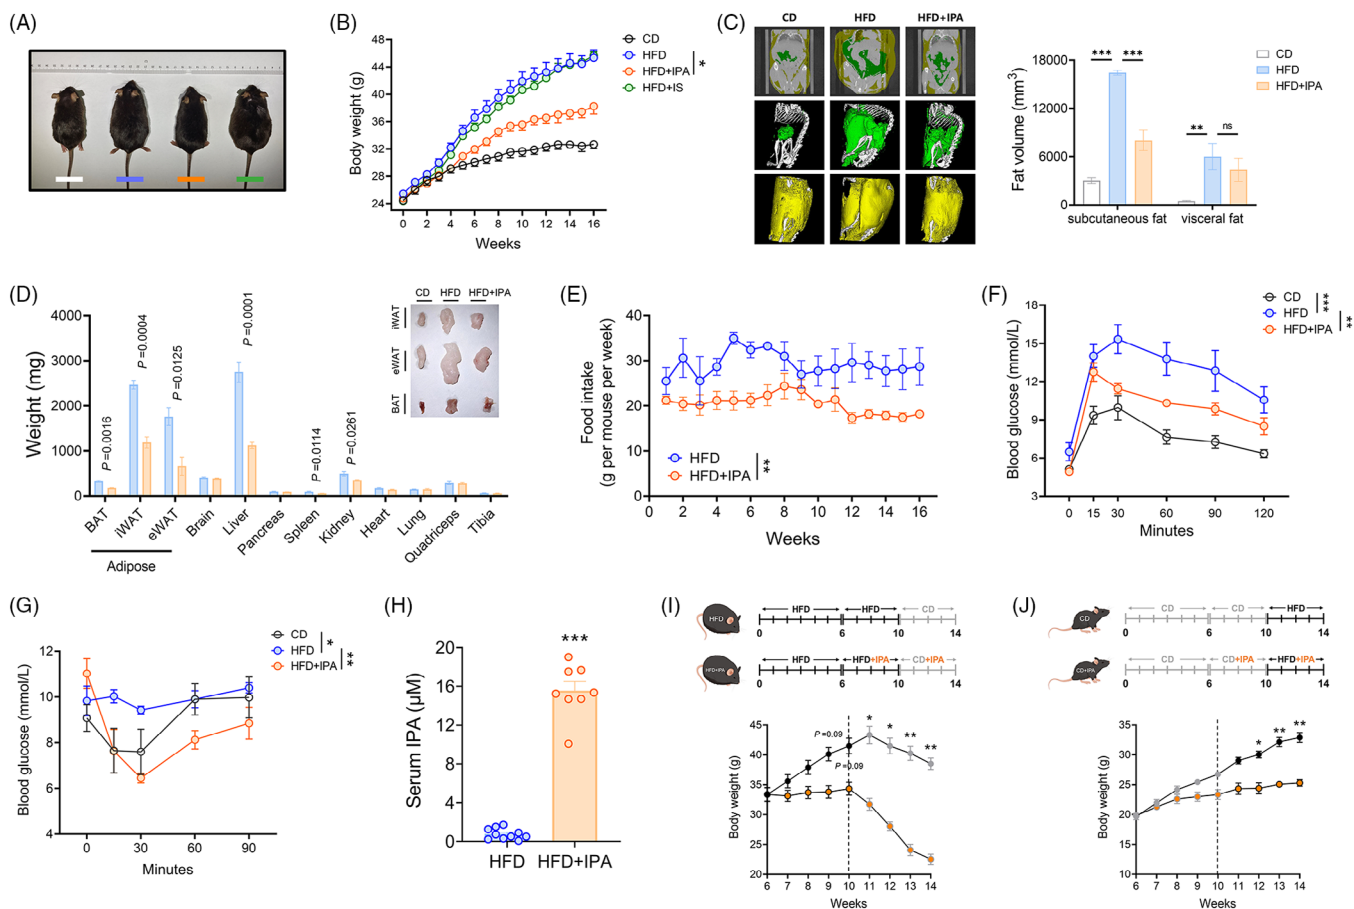 (A)
(B)
Body weight (g)
48
44
40
36
32
28
24
0 2 4 6 8 10 12 14 16
Weeks
CD
HFD
HFD+IPA
HFD+IS
*
(C)
CD HFD HFD+IPA
Fat volume (mm3)
18000
12000
6000
0
*** ***
** ns
subcutaneous fat visceral fat
CD
HFD
HFD+IPA
(D)
Weight (mg)
4000
3000
2000
1000
0
P=0.0016
P=0.0004
P=0.0125
P=0.0001
P=0.0114
P=0.0261
BAT iWAT eWAT Brain Liver Pancreas Spleen Kidney Heart Lung Quadriceps Tibia
Adipose
CD HFD HFD+IPA
iWAT
eWAT
BAT
(E)
Food intake
(g per mouse per week)
40
30
20
10
0
0 2 4 6 8 10 12 14 16
Weeks
HFD
HFD+IPA
**
(F)
Blood glucose (mmol/L)
18
15
12
9
6
3
0 15 30 60 90 120
Minutes
CD
HFD
HFD+IPA
***
**
(G)
Blood glucose (mmol/L)
12
10
8
6
4
0 30 60 90
Minutes
CD
HFD
HFD+IPA
*
**
(H)
Serum IPA (μM)
20
16
12
8
4
0
***
HFD HFD+IPA
(I)
HFD
HFD HFD CD
0 6 10 14
HFD+IPA
HFD HFD+IPA CD+IPA
0 6 10 14
Body weight (g)
45
40
35
30
25
20
P=0.09
P=0.09
* * ** **
6 7 8 9 10 11 12 13 14
Weeks
(J)
CD
CD CD HFD
0 6 10 14
CD+IPA
CD CD+IPA HFD+IPA
0 6 10 14
Body weight (g)
35
30
25
20
15
10
* ** **
6 7 8 9 10 11 12 13 14
Weeks